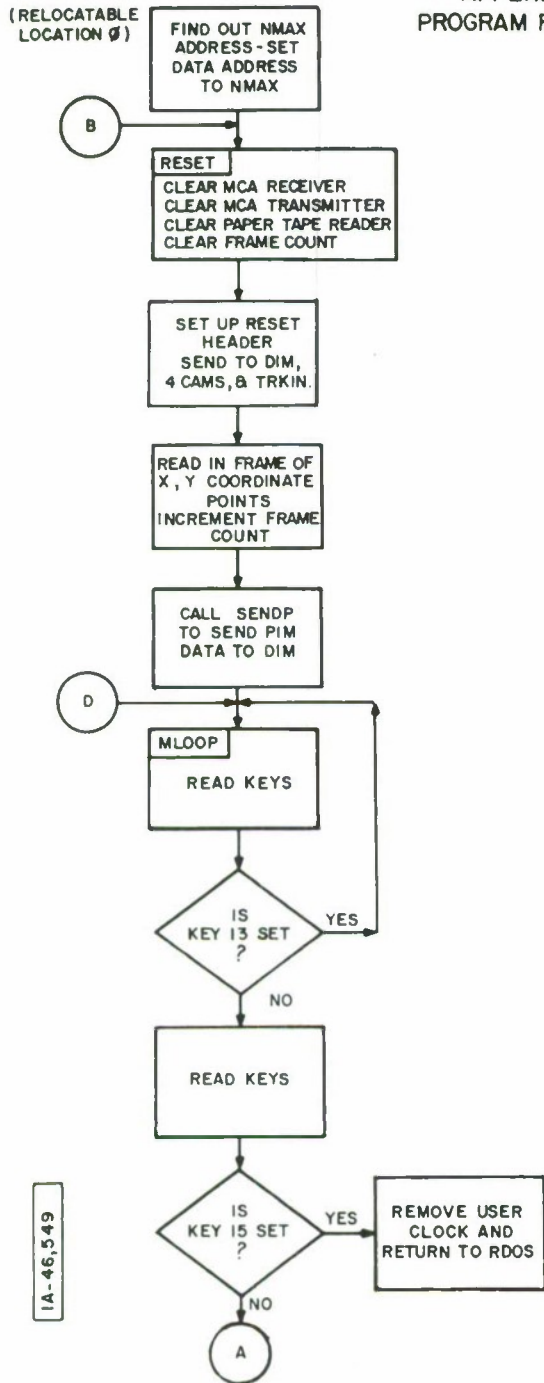 (RELOCATABLE
LOCATION Ø)
PROGRAM F
FIND OUT NMAX
ADDRESS - SET
DATA ADDRESS
TO NMAX
B
RESET
CLEAR MCA RECEIVER
CLEAR MCA TRANSMITTER
CLEAR PAPER TAPE READER
CLEAR FRAME COUNT
SET UP RESET
HEADER
SEND TO DIM,
4 CAMS, & TRKIN.
READ IN FRAME OF
X, Y COORDINATE
POINTS
INCREMENT FRAME
COUNT
CALL SENDP
TO SEND PIM
DATA TO DIM
D
MLOOP
READ KEYS
IS
KEY 13 SET
?
YES
NO
READ KEYS
IS
KEY 15 SET
?
YES
REMOVE USER
CLOCK AND
RETURN TO RDOS
NO
A
IA-46,549